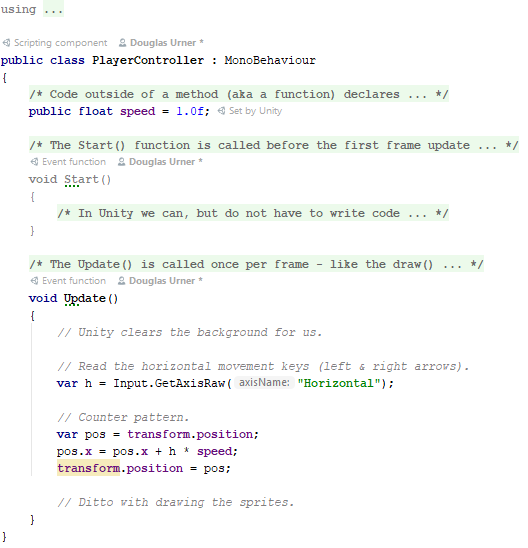 using ...
Scripting component Douglas Urner *
public class PlayerController : MonoBehaviour
{
/* Code outside of a method (aka a function) declares ... */
public float speed = 1.0f; Set by Unity
/* The Start() function is called before the first frame update ... */
Event function Douglas Urner *
void Start()
{
/* In Unity we can, but do not have to write code ... */
}
/* The Update() is called once per frame - like the draw() ... */
Event function Douglas Urner *
void Update()
{
// Unity clears the background for us.
// Read the horizontal movement keys (left & right arrows).
var h = Input.GetAxisRaw( axisName: "Horizontal");
// Counter pattern.
var pos = transform.position;
pos.x = pos.x + h * speed;
transform.position = pos;
// Ditto with drawing the sprites.
}
}